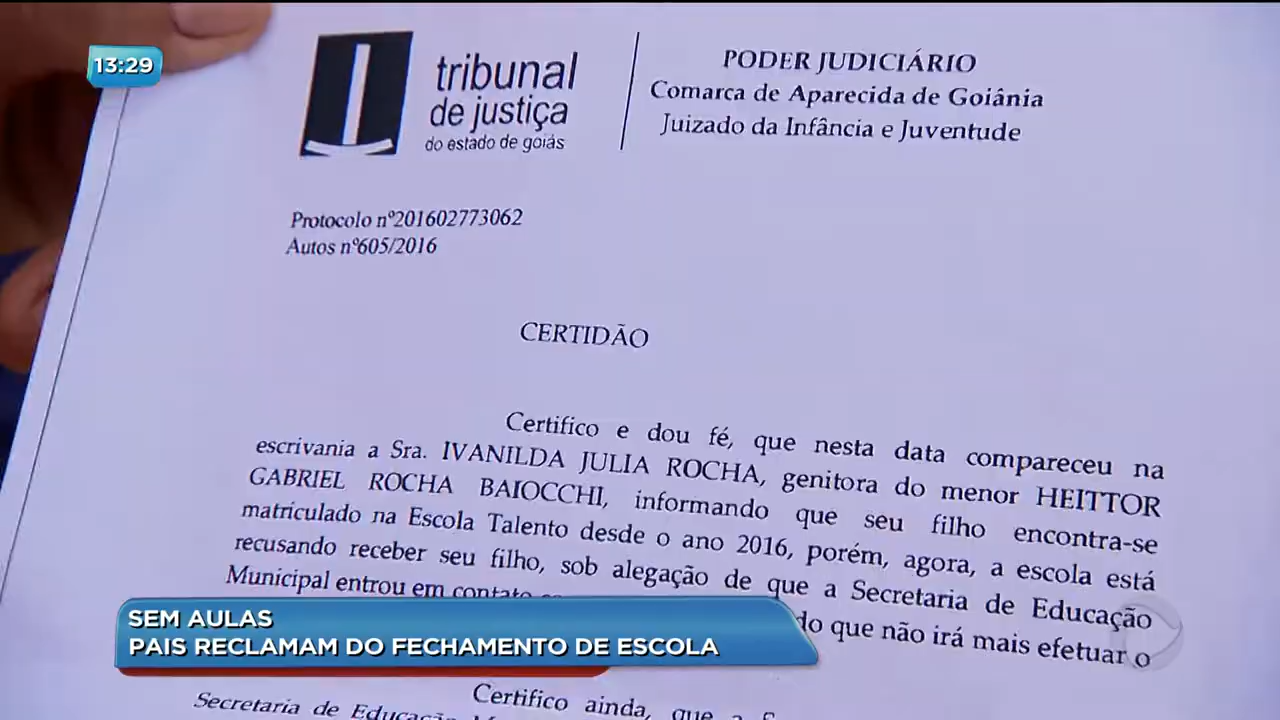 13:29
tribunal
de justiça
do estado de goiás
PODER JUDICIÁRIO
Comarca de Aparecida de Goiânia
Juizado da Infância e Juventude
Protocolo nº201602773062
Autos nº605/2016
CERTIDÃO
Certifico e dou fé, que nesta data compareceu na
escrivania a Sra. IVANILDA JULIA ROCHA, genitora do menor HEITTOR
GABRIEL ROCHA BAIOCCHI, informando que seu filho encontra-se
matriculado na Escola Talento desde o ano 2016, porém, agora, a escola está
recusando receber seu filho, sob alegação de que a Secretaria de Educação
Municipal entrou em contato do que não irá mais efetuar o
SEM AULAS
PAIS RECLAMAM DO FECHAMENTO DE ESCOLA
Certifico ainda, que a
Secretaria de Educação